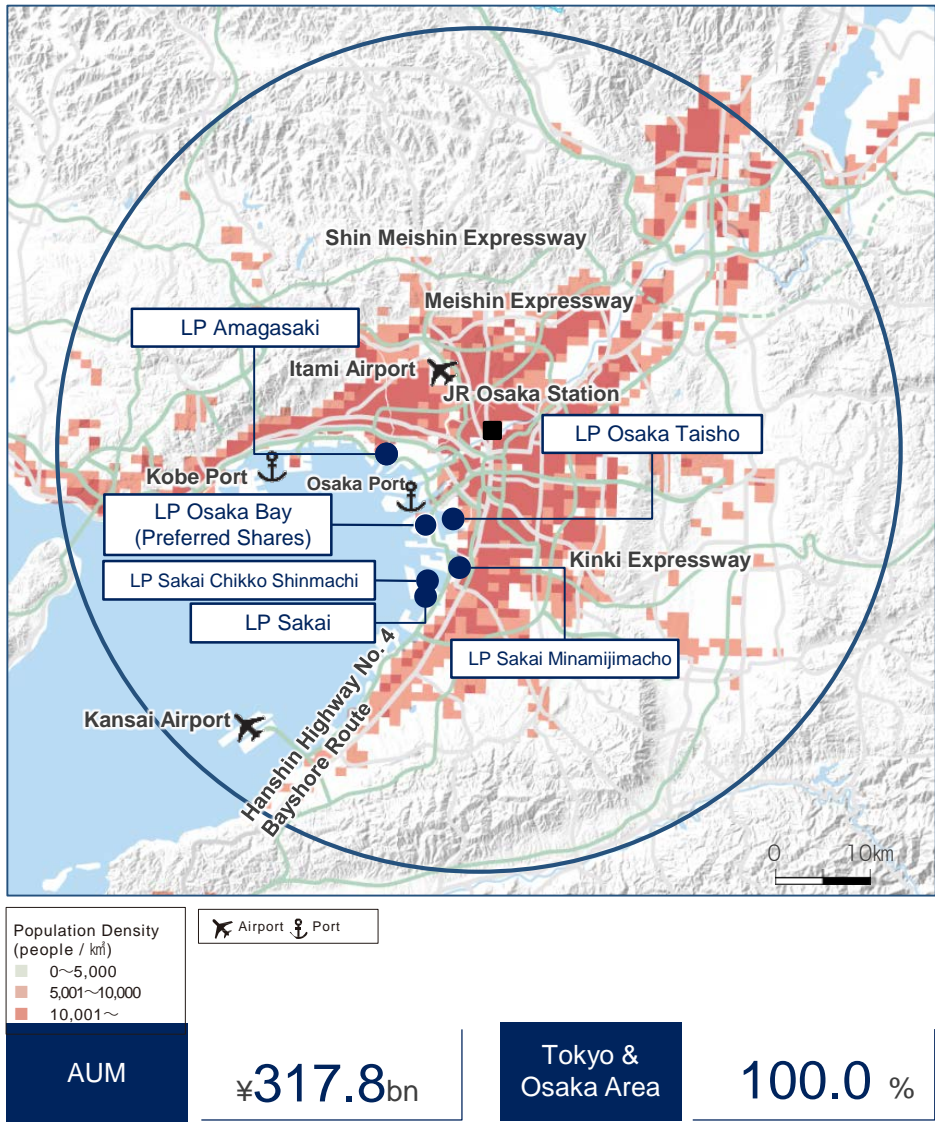 Shin Meishin Expressway
Meishin Expressway
LP Amagasaki
Itami Airport
JR Osaka Station
LP Osaka Taisho
Kobe Port
Osaka Port
LP Osaka Bay
(Preferred Shares)
Kinki Expressway
LP Sakai Chikko Shinmachi
LP Sakai
LP Sakai Minamijimacho
Hanshin Highway No. 4
Bayshore Route
Kansai Airport
0 10km
Population Density
(people / ㎢)
0～5,000
5,001～10,000
10,001～
Airport Port
AUM
¥317.8bn
Tokyo &
Osaka Area
100.0 %